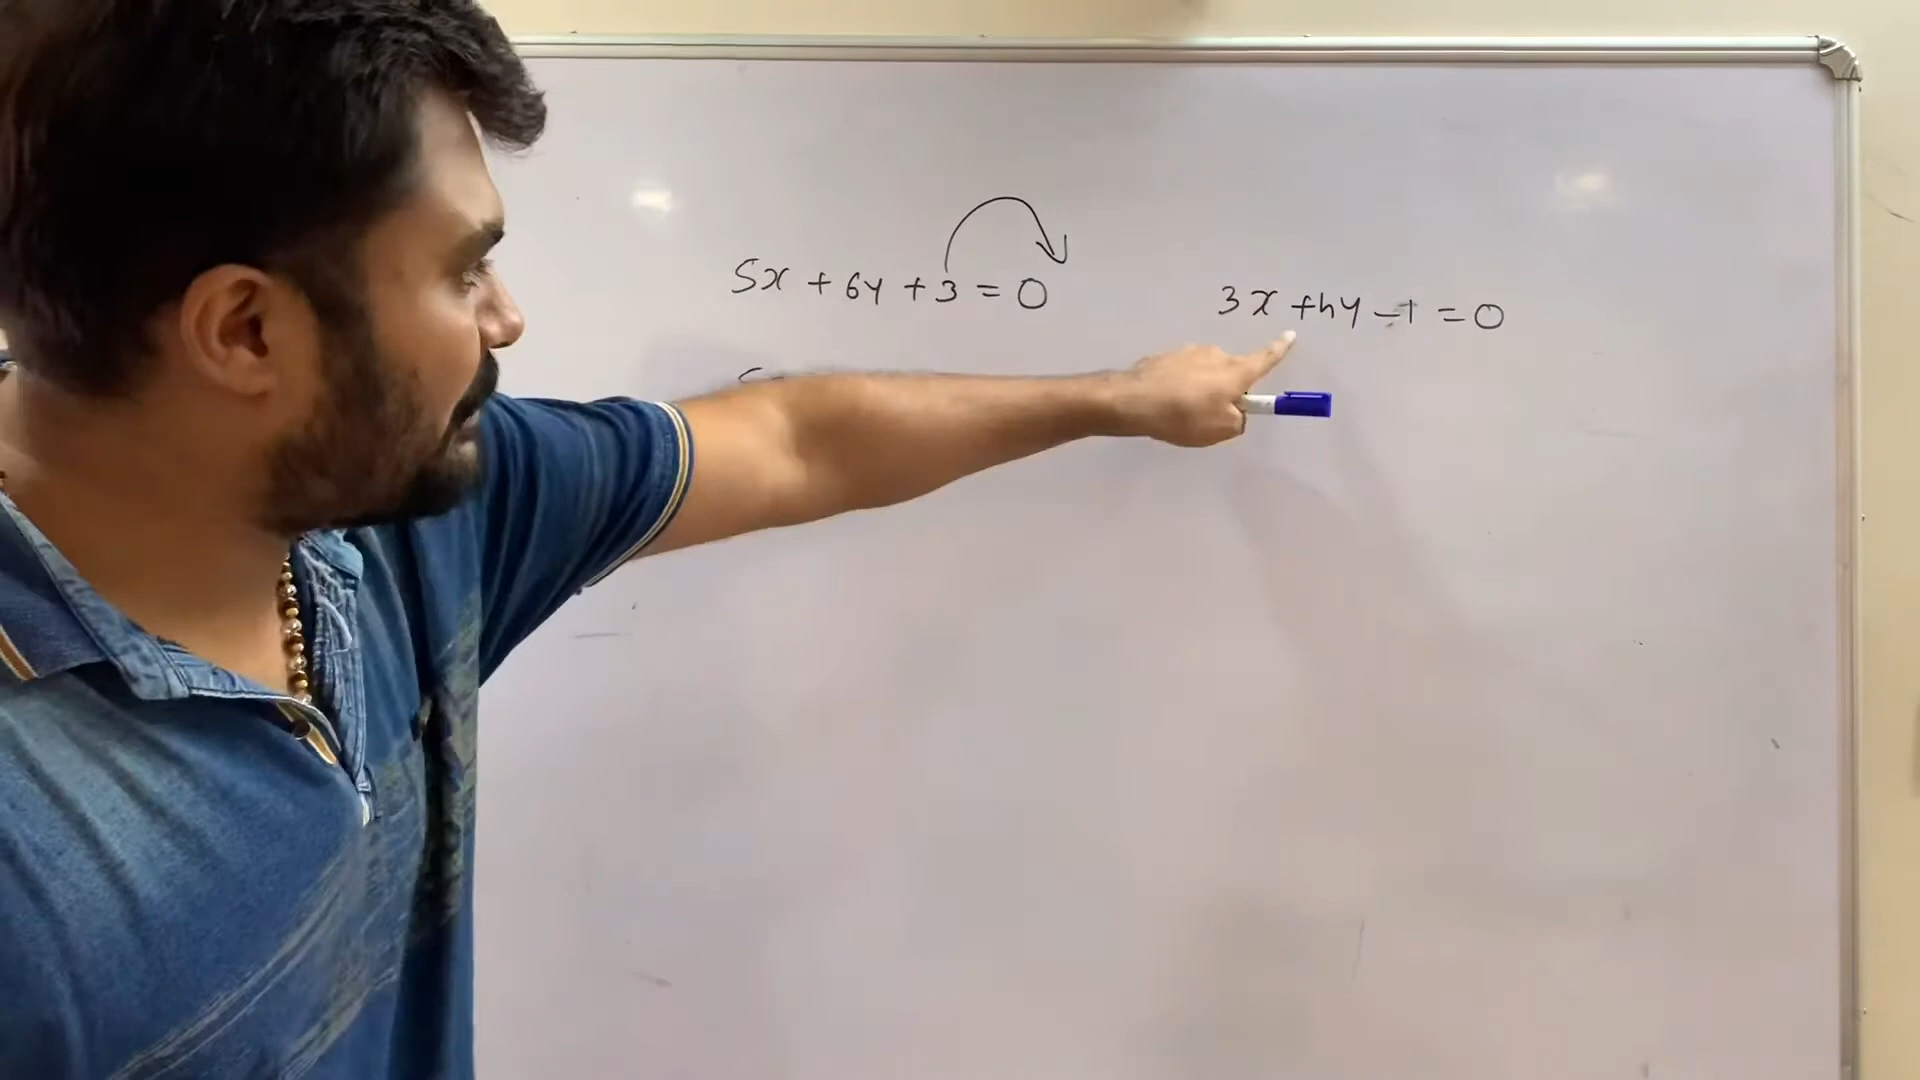 5x + 6y + 3 = 0
3x + hy - 1 = 0